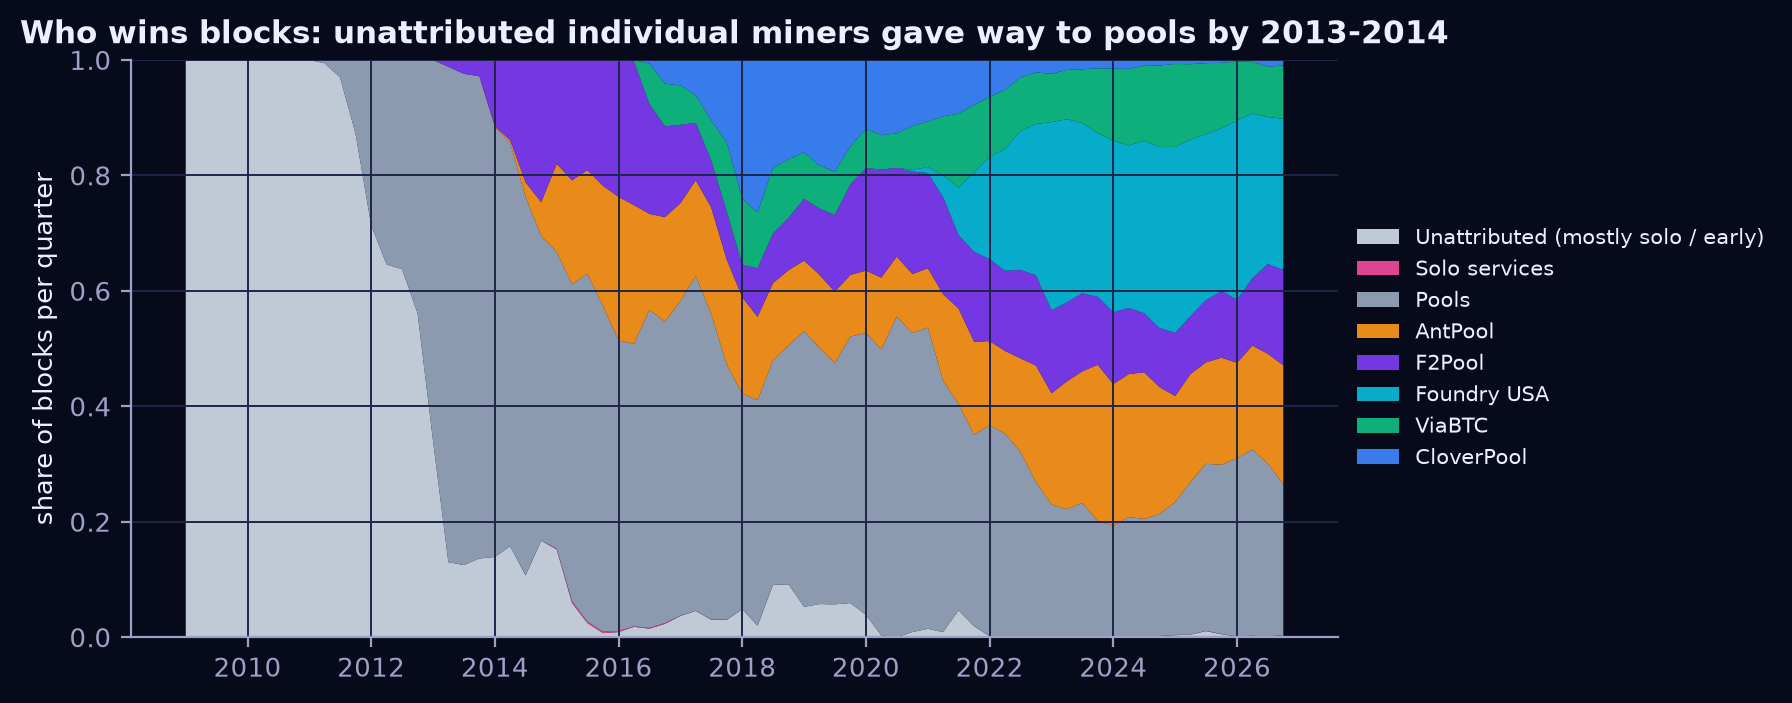 Who wins blocks: unattributed individual miners gave way to pools by 2013-2014
share of blocks per quarter
1.0
0.8
0.6
0.4
0.2
0.0
2010 2012 2014 2016 2018 2020 2022 2024 2026
Unattributed (mostly solo / early)
Solo services
Pools
AntPool
F2Pool
Foundry USA
ViaBTC
CloverPool